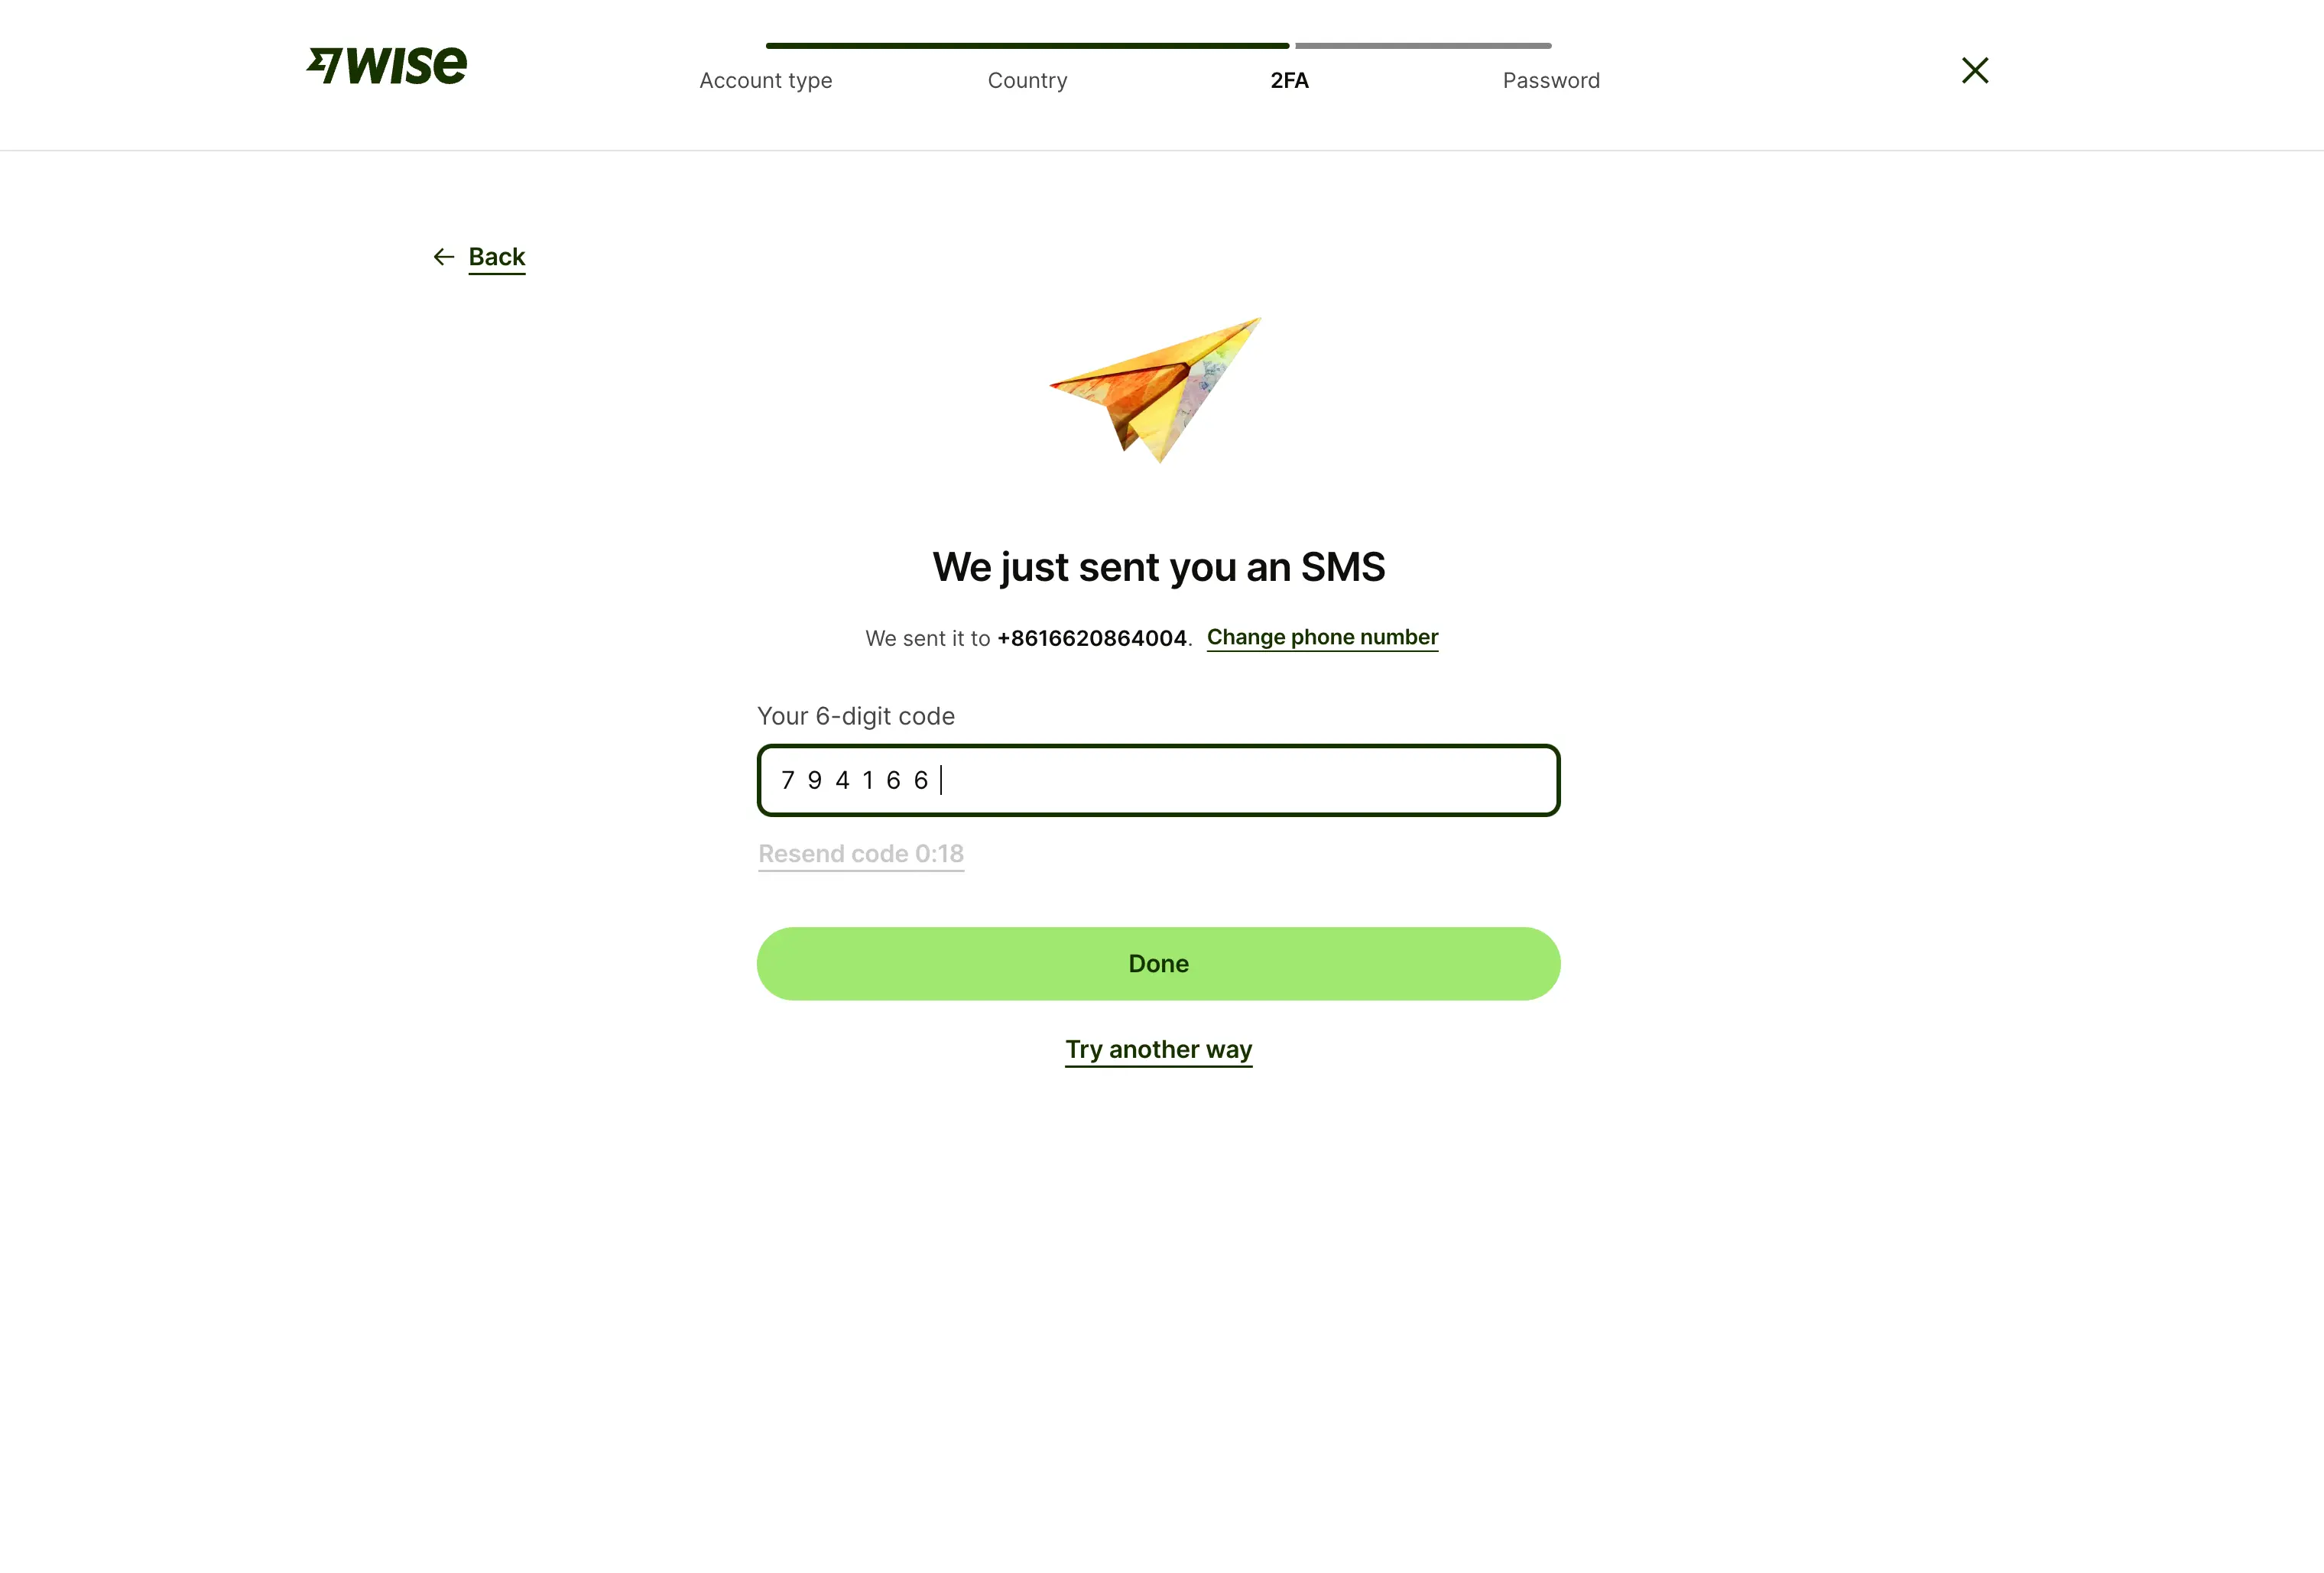 wise
Account type
Country
2FA
Password
Back
We just sent you an SMS
We sent it to +8616620864004. Change phone number
Your 6-digit code
7 9 4 1 6 6
Resend code 0:18
Done
Try another way